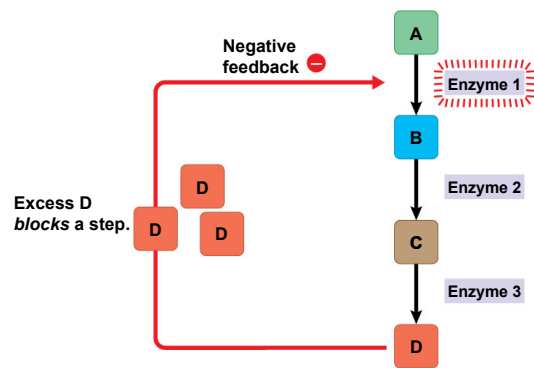 Negative
feedback −
A
Enzyme 1
B
Enzyme 2
Excess D
blocks a step.
D
D
D
C
Enzyme 3
D